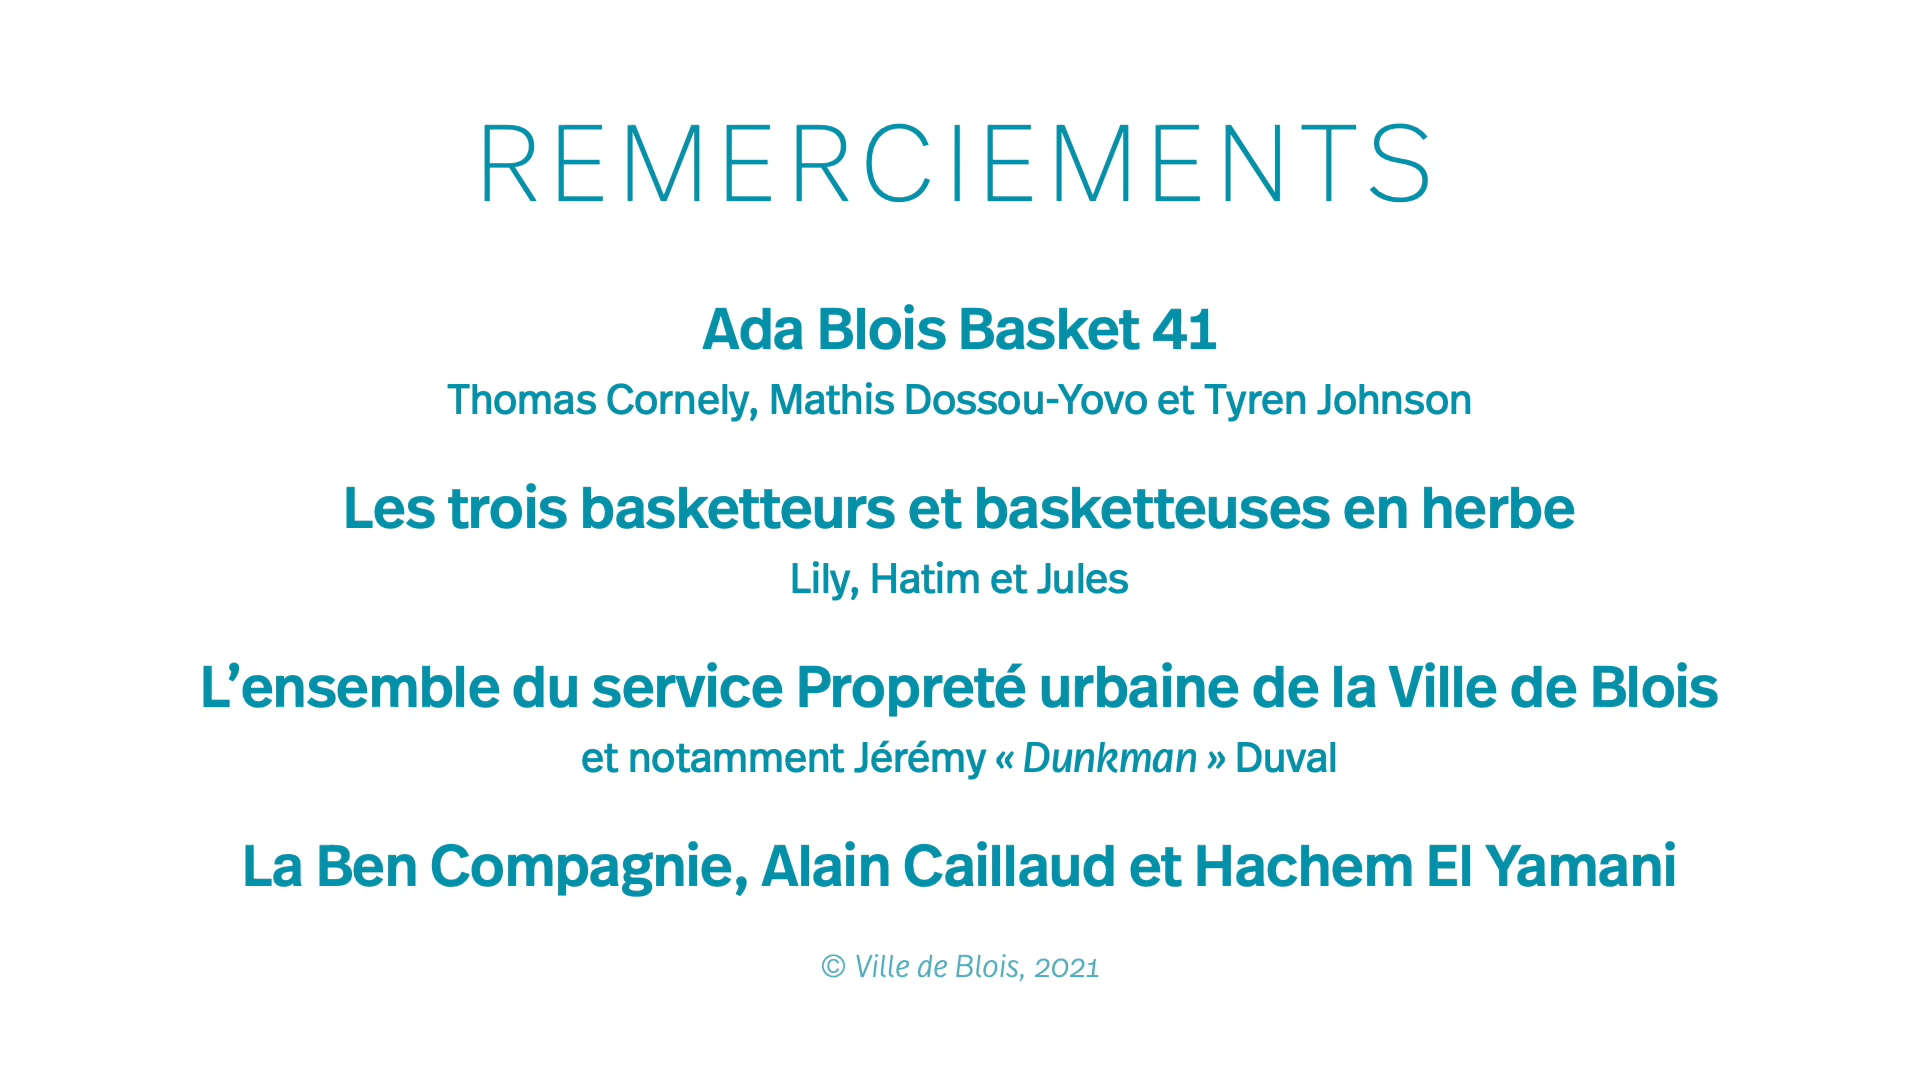 REMERCIEMENTS
Ada Blois Basket 41
Thomas Cornely, Mathis Dossou-Yovo et Tyren Johnson
Les trois basketteurs et basketteuses en herbe
Lily, Hatim et Jules
L’ensemble du service Propreté urbaine de la Ville de Blois
et notamment Jérémy « Dunkman » Duval
La Ben Compagnie, Alain Caillaud et Hachem El Yamani
© Ville de Blois, 2021